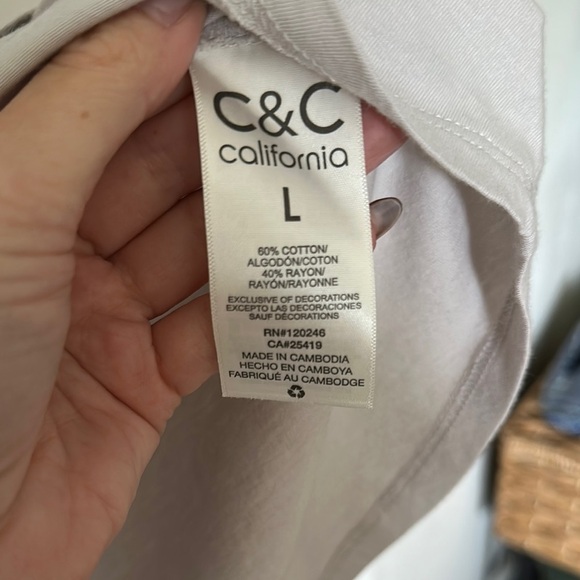 C&C
california
L
60% COTTON/
ALGODÓN/COTON
40% RAYON/
RAYÓN/RAYONNE
EXCLUSIVE OF DECORATIONS
EXCEPTO LAS DECORACIONES
SAUF DÉCORATIONS
RN#120246
CA#25419
MADE IN CAMBODIA
HECHO EN CAMBOYA
FABRIQUÉ AU CAMBODGE